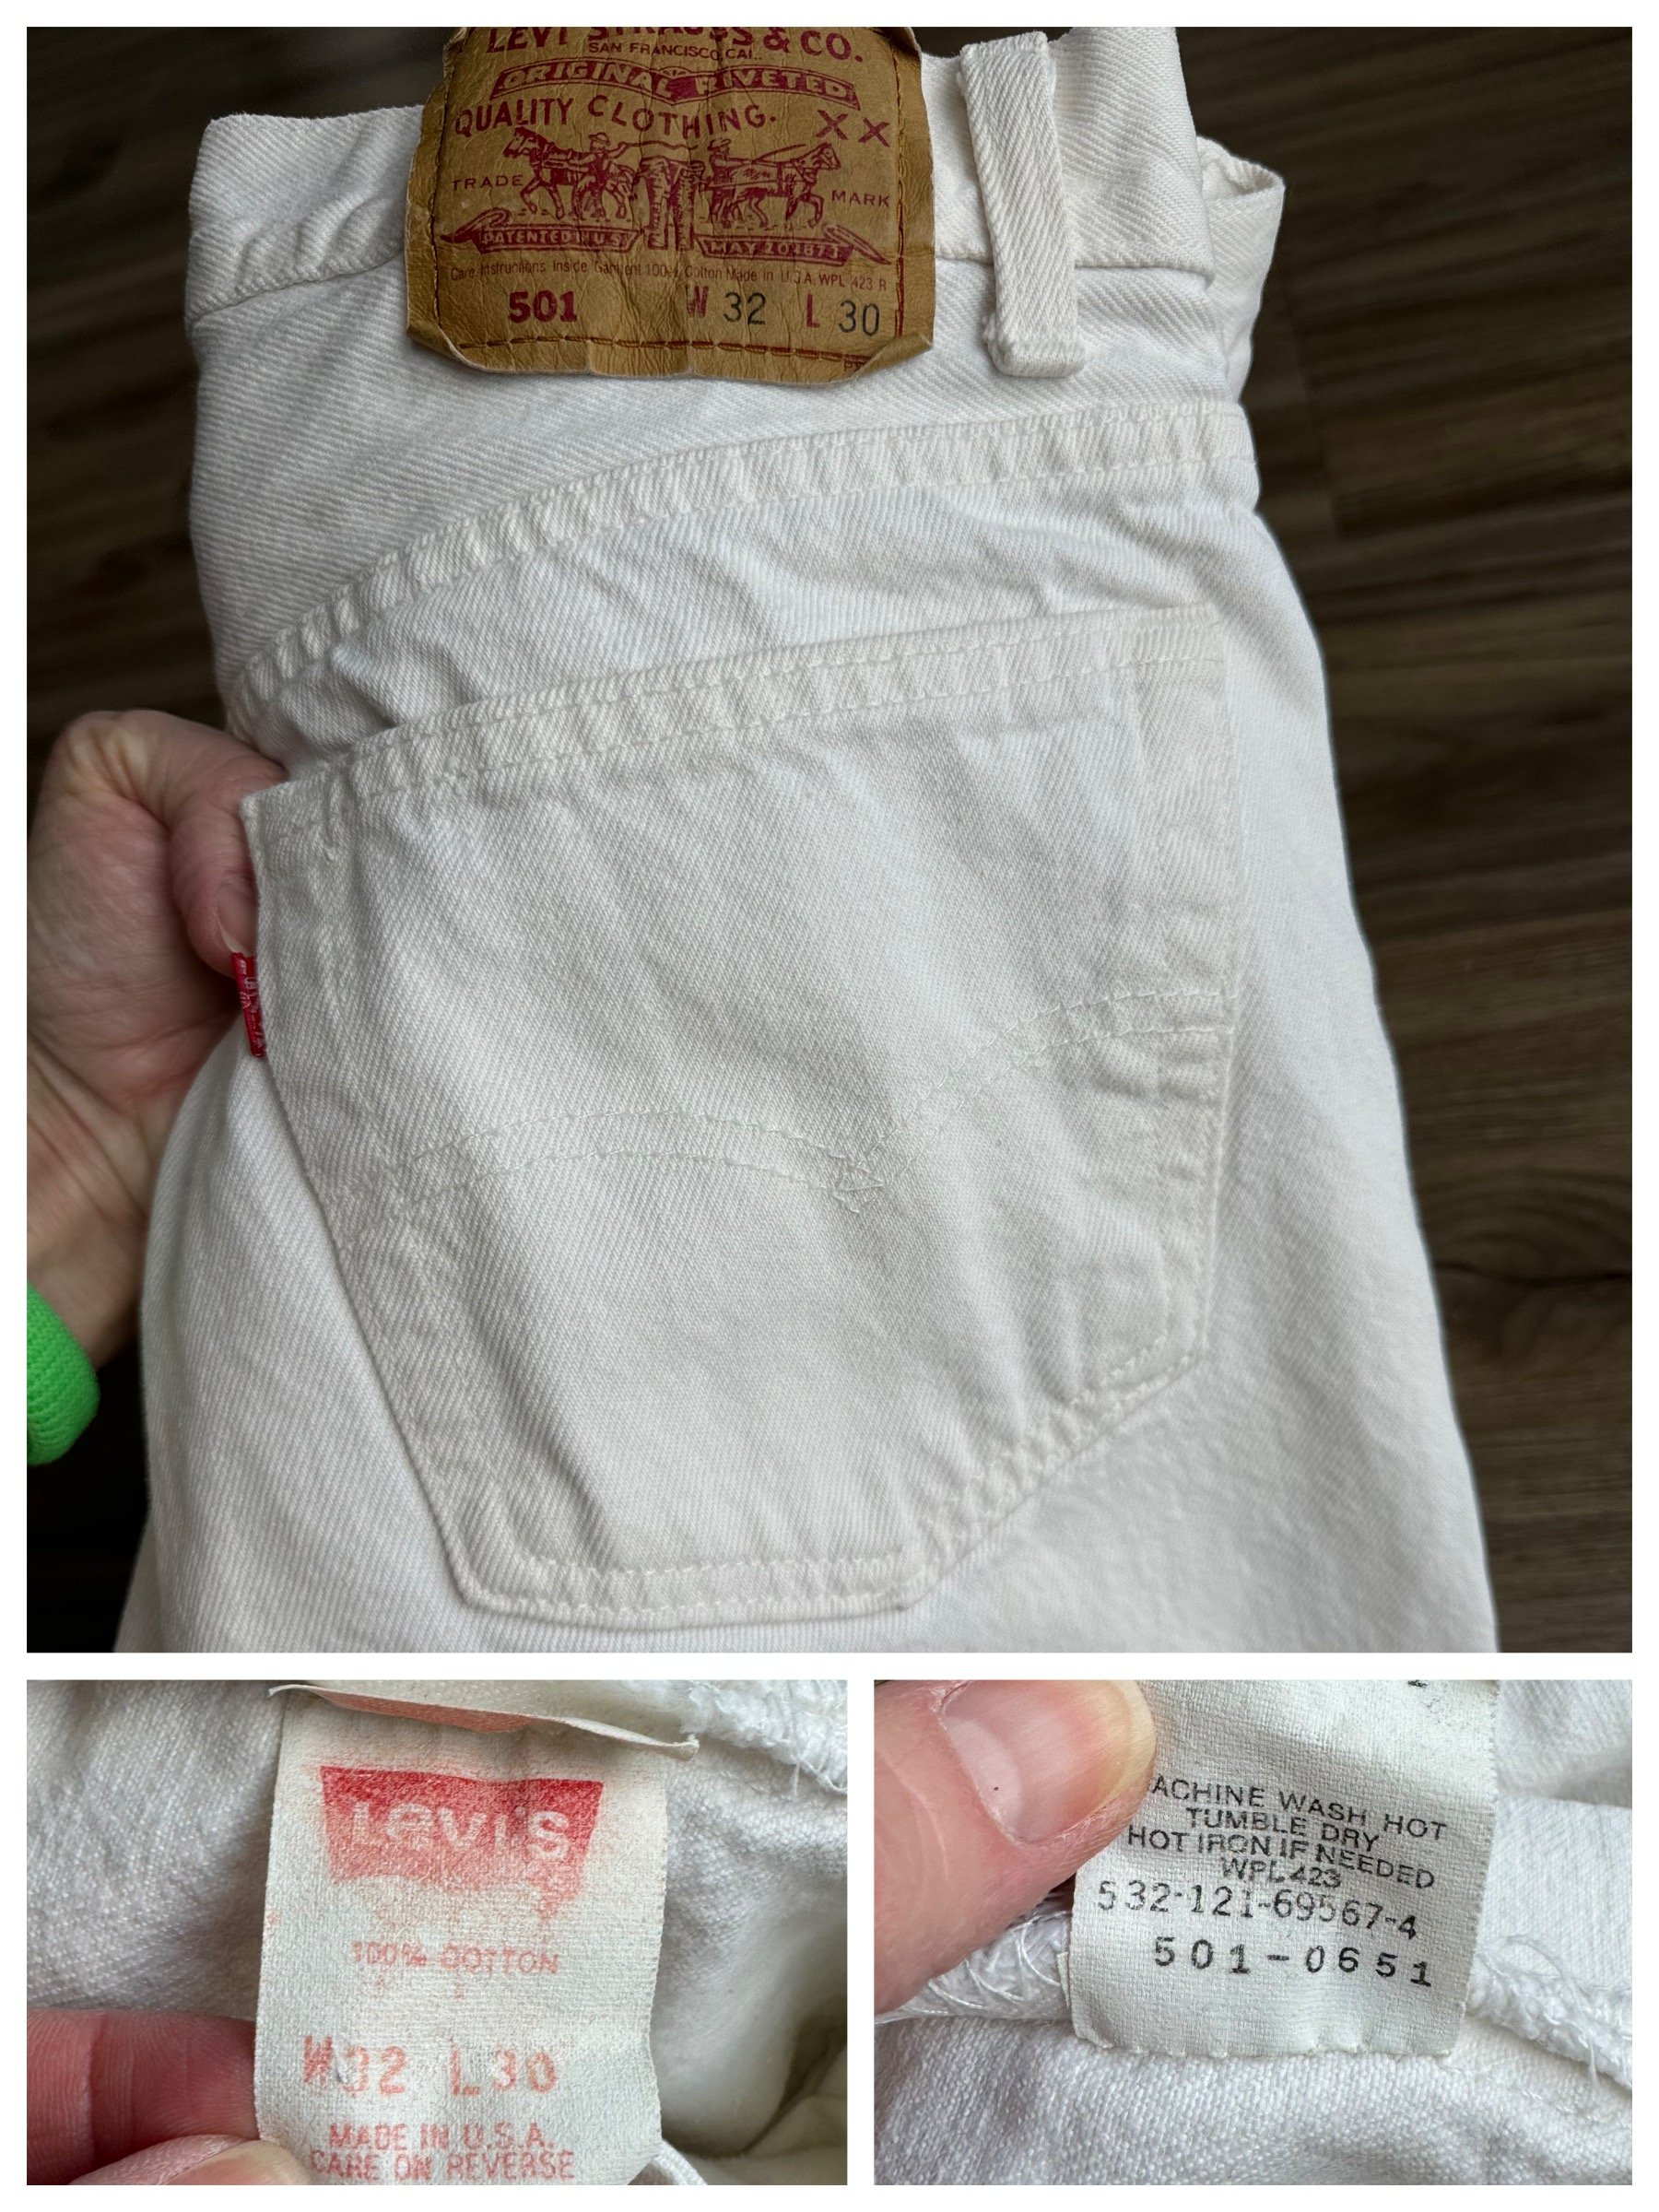 LEVI STRAUSS & CO.
SAN FRANCISCO, CAL.
ORIGINAL RIVETED
QUALITY CLOTHING. XX
TRADE MARK
PATENTED IN U.S. MAY 20 1873
Care Instructions Inside Garment 100% Cotton Made in U.S.A. WPL 423 R
501 W 32 L 30
LEVI'S
100% COTTON
W32 L30
MADE IN U.S.A.
CARE ON REVERSE
ACHINE WASH HOT
TUMBLE DRY
HOT IRON IF NEEDED
WPL 423
532-121-69567-4
501-0651